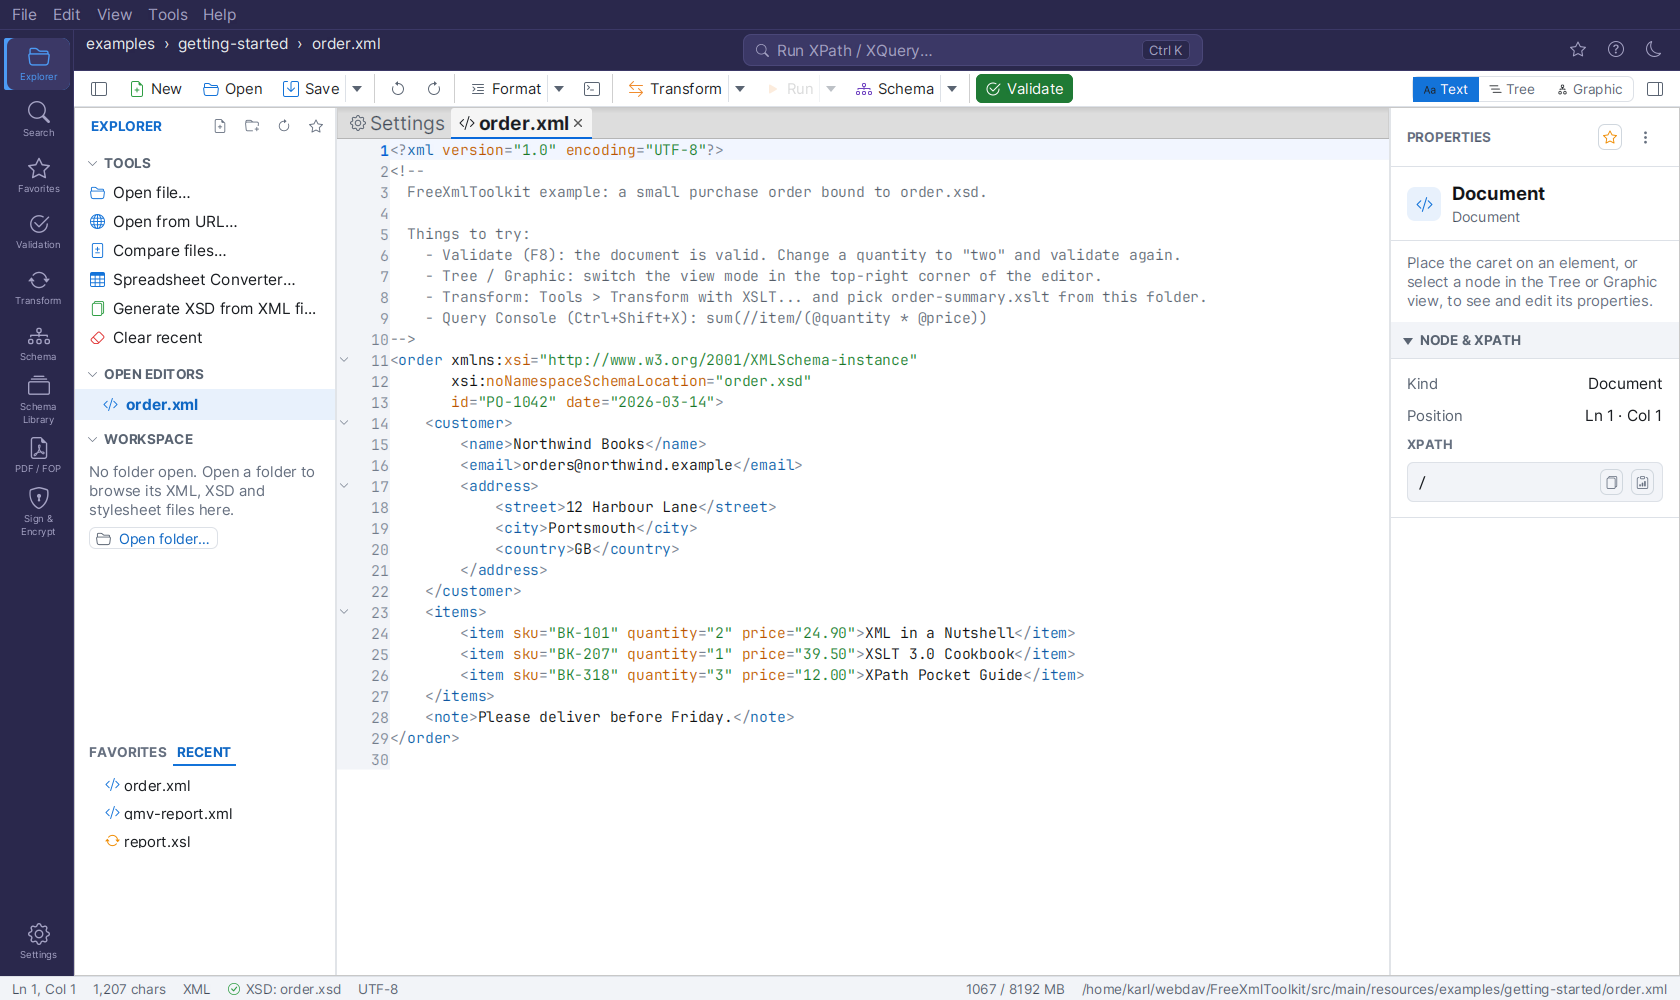 File Edit View Tools Help
examples › getting-started › order.xml
Run XPath / XQuery... Ctrl K
New Open Save Format Transform Run Schema Validate
Aa Text Tree Graphic
Explorer
Search
Favorites
Validation
Transform
Schema
Schema
Library
PDF / FOP
Sign &
Encrypt
Settings
EXPLORER
TOOLS
Open file...
Open from URL...
Compare files...
Spreadsheet Converter...
Generate XSD from XML fi...
Clear recent
OPEN EDITORS
order.xml
WORKSPACE
No folder open. Open a folder to
browse its XML, XSD and
stylesheet files here.
Open folder...
FAVORITES RECENT
order.xml
gmv-report.xml
report.xsl
Settings order.xml ×
1 <?xml version="1.0" encoding="UTF-8"?>
2 <!--
3   FreeXmlToolkit example: a small purchase order bound to order.xsd.
4
5   Things to try:
6     - Validate (F8): the document is valid. Change a quantity to "two" and validate again.
7     - Tree / Graphic: switch the view mode in the top-right corner of the editor.
8     - Transform: Tools > Transform with XSLT... and pick order-summary.xslt from this folder.
9     - Query Console (Ctrl+Shift+X): sum(//item/(@quantity * @price))
10 -->
11 <order xmlns:xsi="http://www.w3.org/2001/XMLSchema-instance"
12        xsi:noNamespaceSchemaLocation="order.xsd"
13        id="PO-1042" date="2026-03-14">
14     <customer>
15         <name>Northwind Books</name>
16         <email>orders@northwind.example</email>
17         <address>
18             <street>12 Harbour Lane</street>
19             <city>Portsmouth</city>
20             <country>GB</country>
21         </address>
22     </customer>
23     <items>
24         <item sku="BK-101" quantity="2" price="24.90">XML in a Nutshell</item>
25         <item sku="BK-207" quantity="1" price="39.50">XSLT 3.0 Cookbook</item>
26         <item sku="BK-318" quantity="3" price="12.00">XPath Pocket Guide</item>
27     </items>
28     <note>Please deliver before Friday.</note>
29 </order>
30
PROPERTIES
Document
Document
Place the caret on an element, or
select a node in the Tree or Graphic
view, to see and edit its properties.
NODE & XPATH
Kind Document
Position Ln 1 · Col 1
XPATH
/
Ln 1, Col 1 1,207 chars XML XSD: order.xsd UTF-8 1067 / 8192 MB /home/karl/webdav/FreeXmlToolkit/src/main/resources/examples/getting-started/order.xml